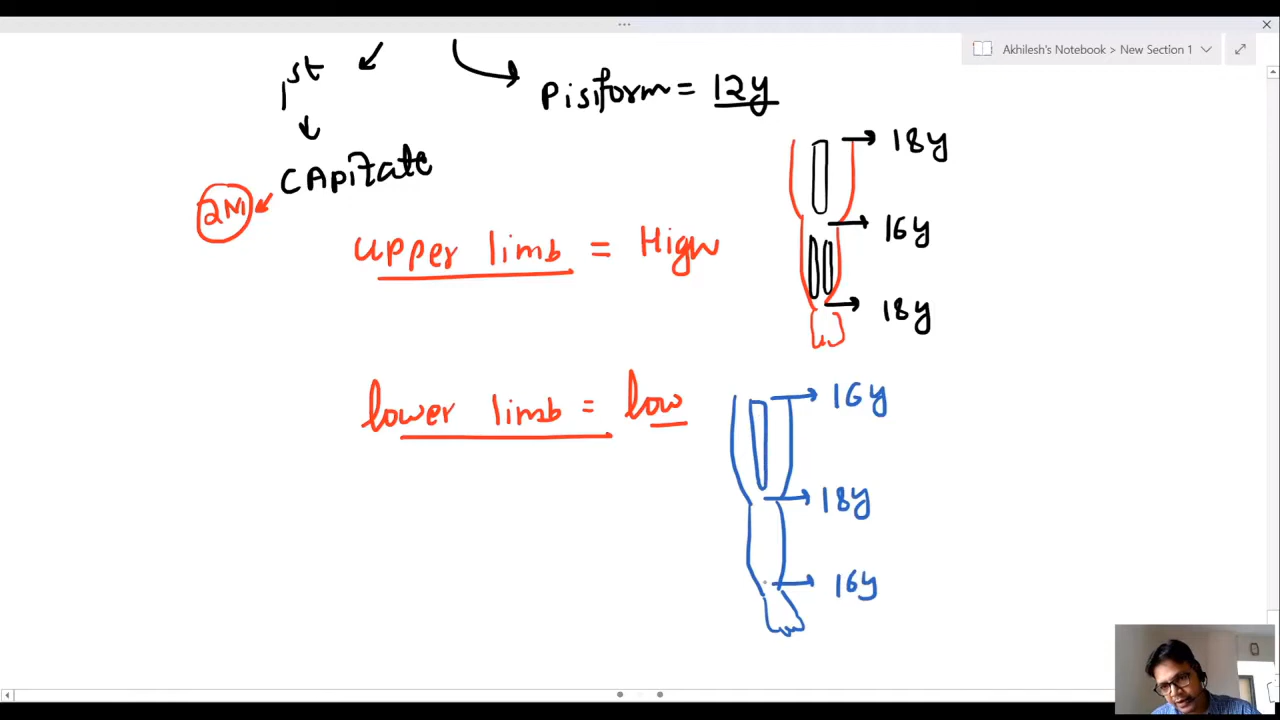 Akhilesh's Notebook > New Section 1
1st
Pisiform = 12y
CApitate
2M
18y
16y
18y
upper limb = High
lower limb = low
16y
18y
16y